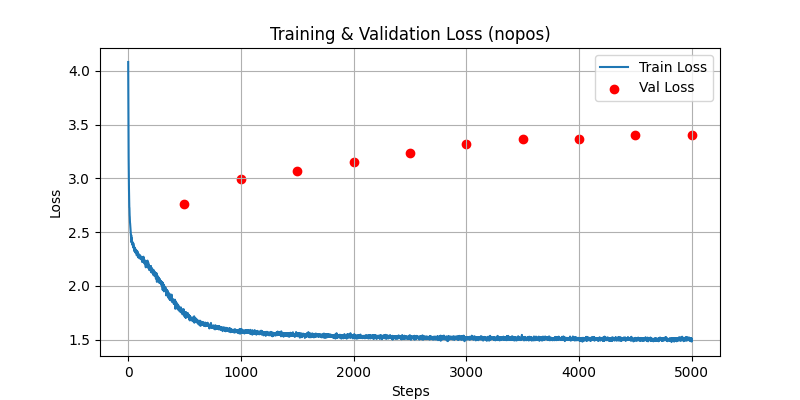 Training & Validation Loss (nopos)
Train Loss
Val Loss
4.0
3.5
3.0
2.5
2.0
1.5
Loss
0 1000 2000 3000 4000 5000
Steps